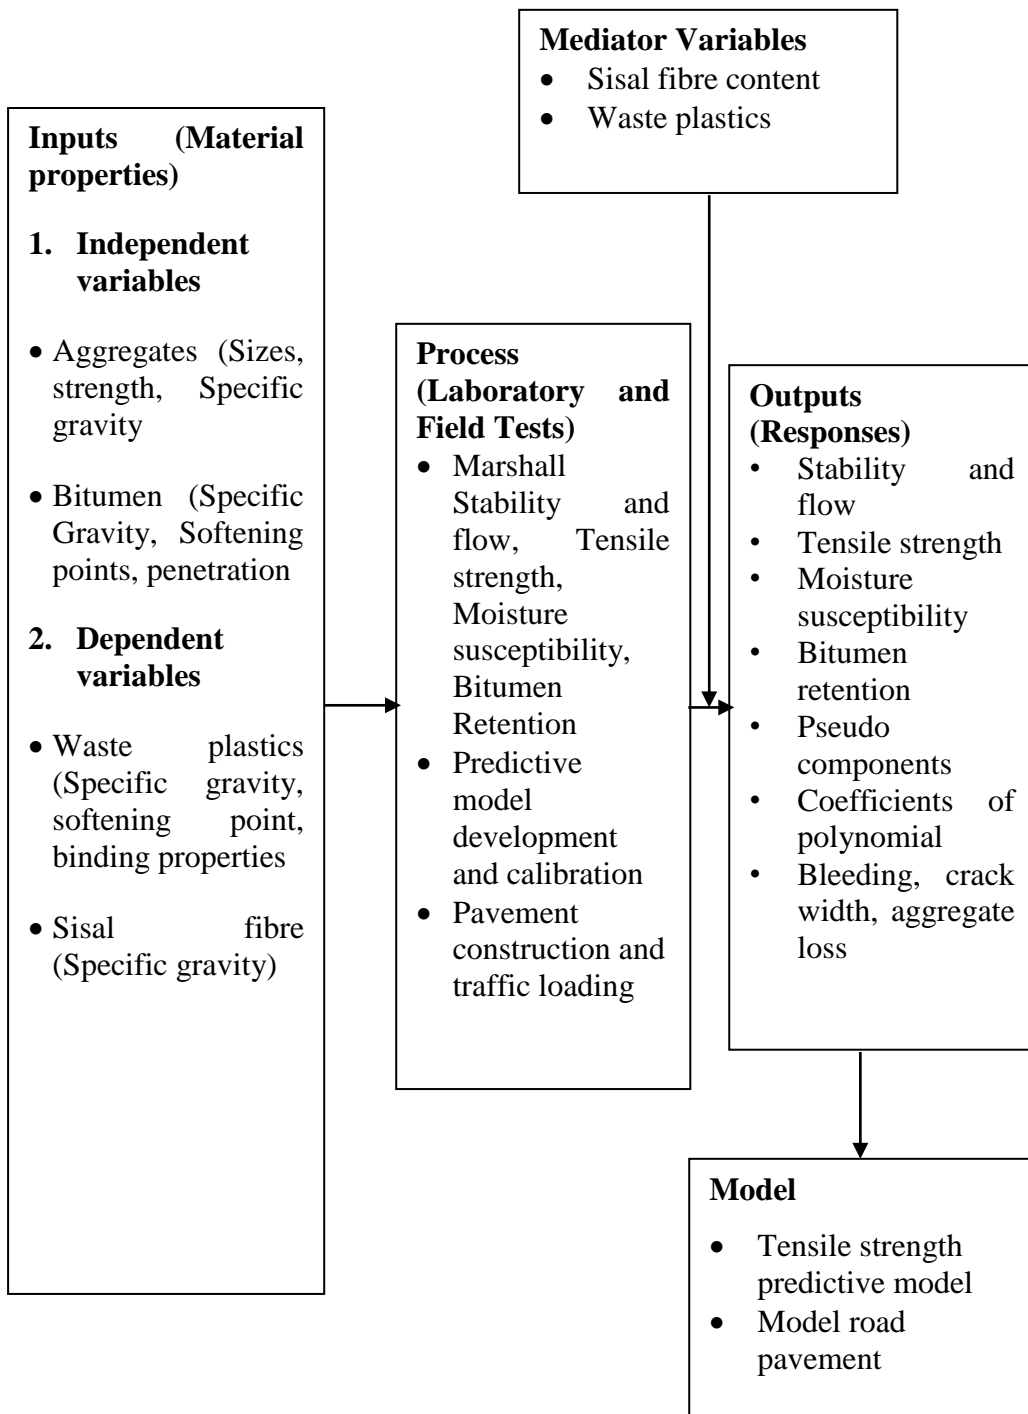 Mediator Variables
• Sisal fibre content
• Waste plastics
Inputs (Material
properties)
1. Independent
variables
• Aggregates (Sizes,
strength, Specific
gravity
• Bitumen (Specific
Gravity, Softening
points, penetration
2. Dependent
variables
• Waste plastics
(Specific gravity,
softening point,
binding properties
• Sisal fibre
(Specific gravity)
Process
(Laboratory and
Field Tests)
• Marshall
Stability and
flow, Tensile
strength,
Moisture
susceptibility,
Bitumen
Retention
• Predictive
model
development
and calibration
• Pavement
construction and
traffic loading
Outputs
(Responses)
• Stability and
flow
• Tensile strength
• Moisture
susceptibility
• Bitumen
retention
• Pseudo
components
• Coefficients of
polynomial
• Bleeding, crack
width, aggregate
loss
Model
• Tensile strength
predictive model
• Model road
pavement